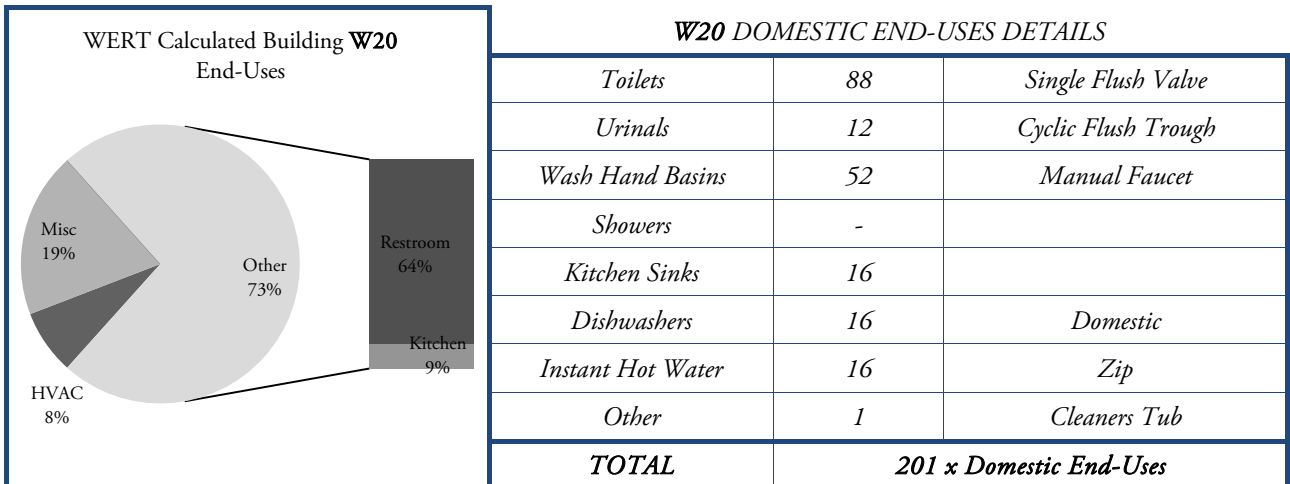 WERT Calculated Building W20
End-Uses
Misc
19%
Other
73%
HVAC
8%
Restroom
64%
Kitchen
9%
W20 DOMESTIC END-USES DETAILS
Toilets 88 Single Flush Valve
Urinals 12 Cyclic Flush Trough
Wash Hand Basins 52 Manual Faucet
Showers -
Kitchen Sinks 16
Dishwashers 16 Domestic
Instant Hot Water 16 Zip
Other 1 Cleaners Tub
TOTAL 201 x Domestic End-Uses